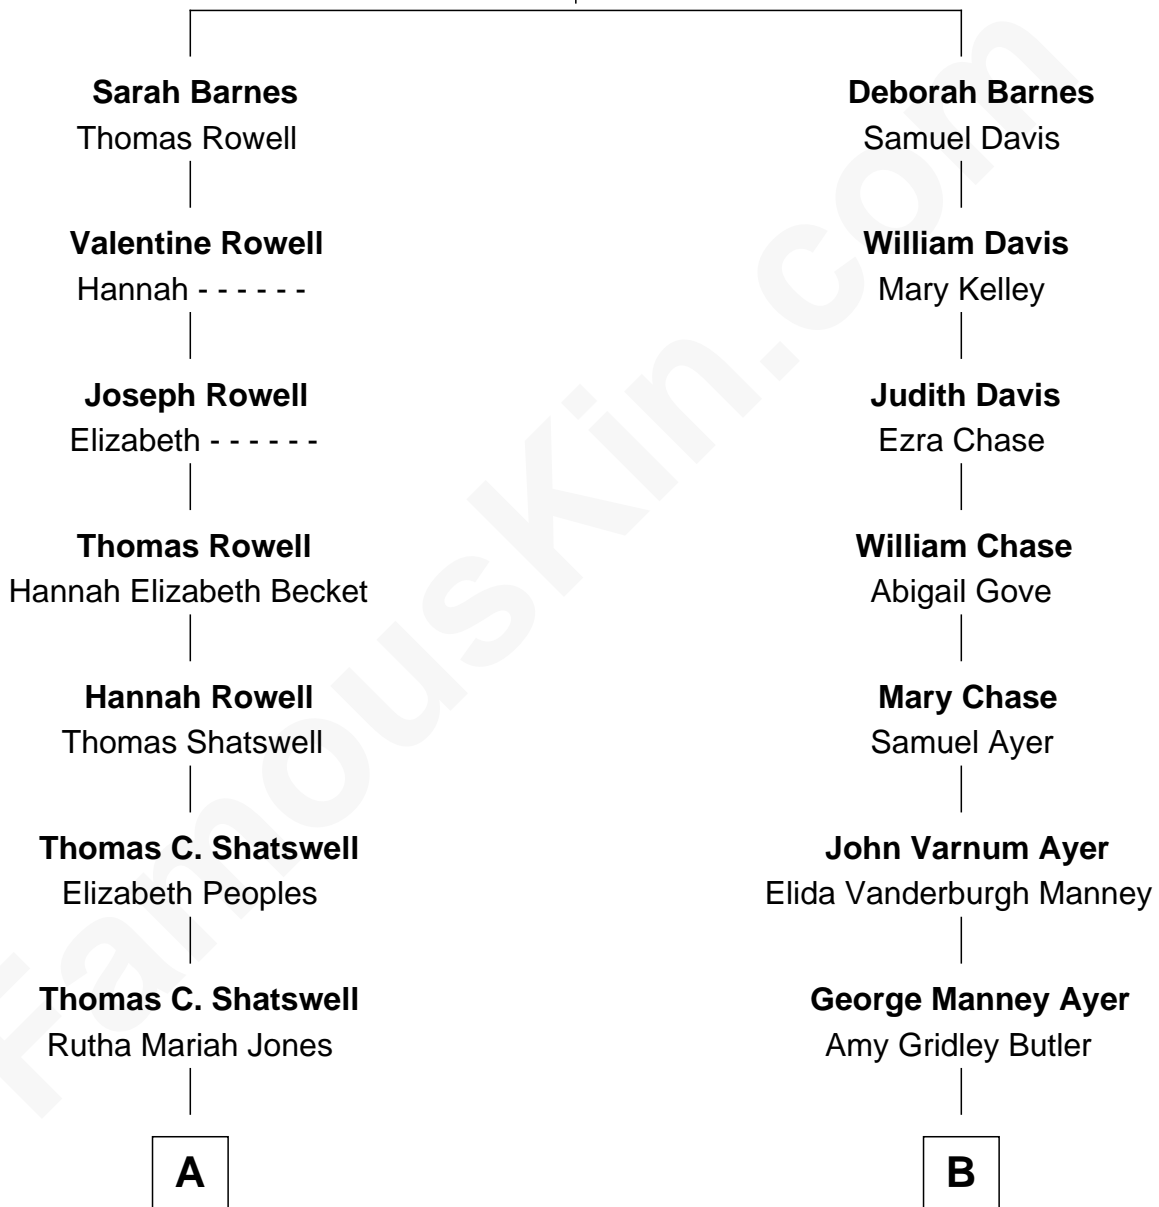 Sarah Barnes
Thomas Rowell
Valentine Rowell
Hannah - - - - - -
Joseph Rowell
Elizabeth - - - - - -
Thomas Rowell
Hannah Elizabeth Becket
Hannah Rowell
Thomas Shatswell
Thomas C. Shatswell
Elizabeth Peoples
Thomas C. Shatswell
Rutha Mariah Jones
A
Deborah Barnes
Samuel Davis
William Davis
Mary Kelley
Judith Davis
Ezra Chase
William Chase
Abigail Gove
Mary Chase
Samuel Ayer
John Varnum Ayer
Elida Vanderburgh Manney
George Manney Ayer
Amy Gridley Butler
B
FamousKin.com